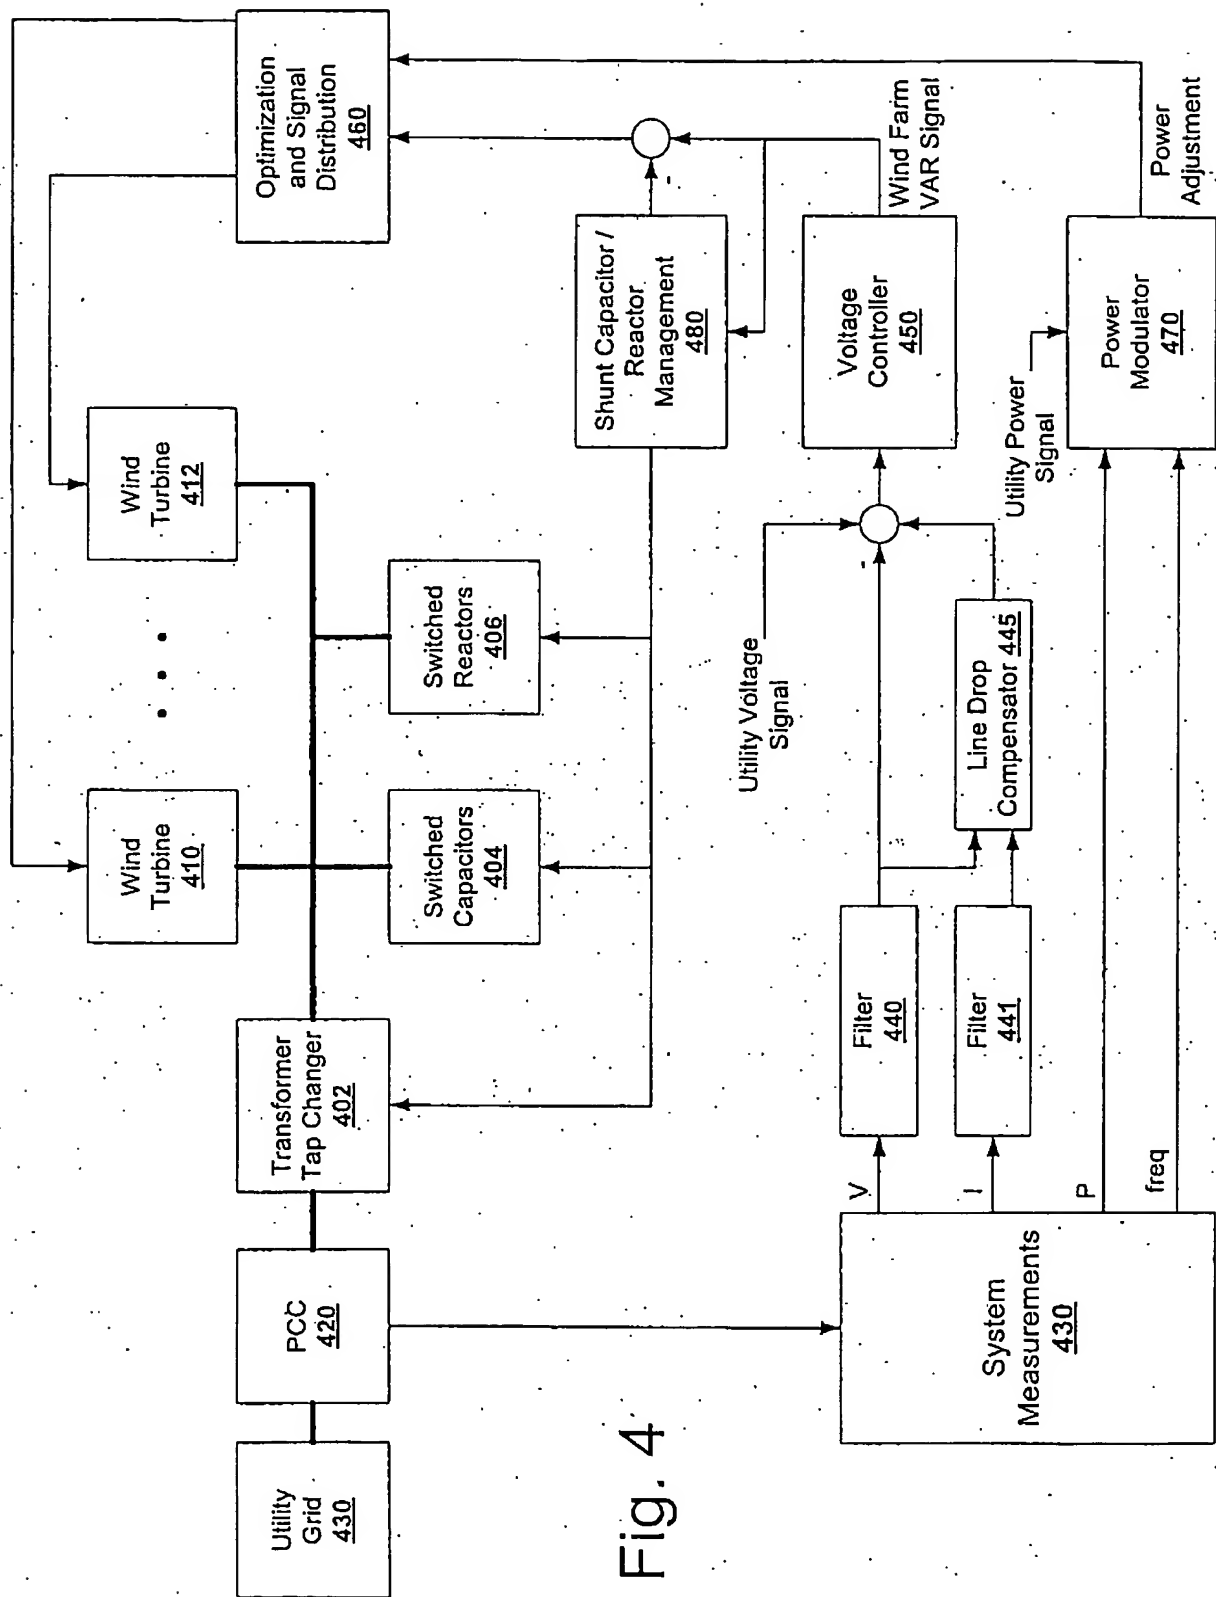 Optimization
and Signal
Distribution
460
Wind
Turbine
412
Wind
Turbine
410
Switched
Reactors
406
Switched
Capacitors
404
Transformer
Tap Changer
402
PCC
420
Utility
Grid
430
Shunt Capacitor /
Reactor
Management
480
-
Wind Farm
VAR Signal
Voltage
Controller
450
-
Utility Voltage
Signal
Line Drop
Compensator 445
Filter
440
Filter
441
V
I
P
freq
System
Measurements
430
Utility Power
Signal
Power
Modulator
470
Power
Adjustment
Fig. 4